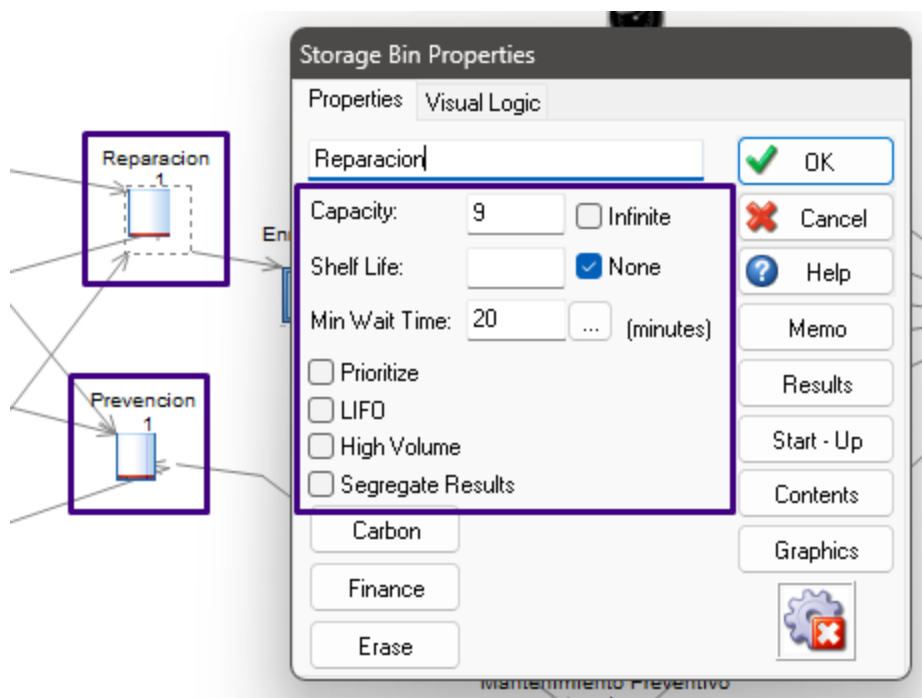 Storage Bin Properties
Properties Visual Logic
Reparacion
1
Reparacion
OK
Capacity: 9 Infinite
Cancel
Shelf Life: None
Help
Min Wait Time: 20 ... (minutes)
Memo
Prioritize
Results
LIFO
High Volume
Start - Up
Segregate Results
Contents
Prevencion
1
Carbon
Graphics
Finance
Erase
Mantenimiento Preventivo